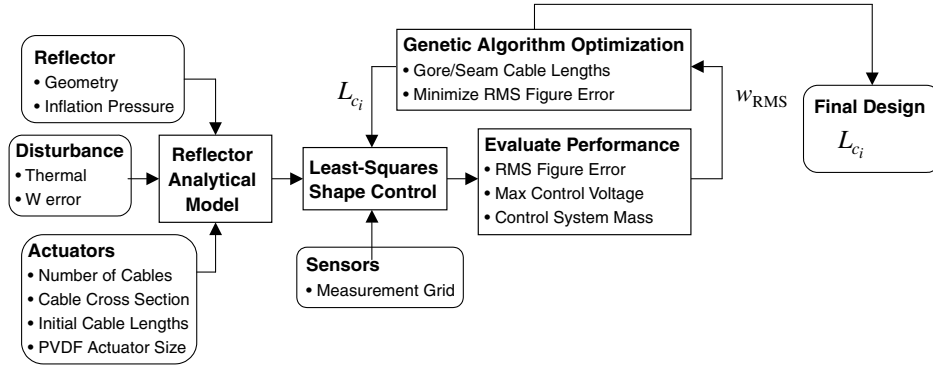 Reflector
• Geometry
• Inflation Pressure
Disturbance
• Thermal
• W error
Actuators
• Number of Cables
• Cable Cross Section
• Initial Cable Lengths
• PVDF Actuator Size
Reflector
Analytical
Model
L_{c_i}
Least-Squares
Shape Control
Sensors
• Measurement Grid
Genetic Algorithm Optimization
• Gore/Seam Cable Lengths
• Minimize RMS Figure Error
Evaluate Performance
• RMS Figure Error
• Max Control Voltage
• Control System Mass
w_{RMS}
Final Design
L_{c_i}